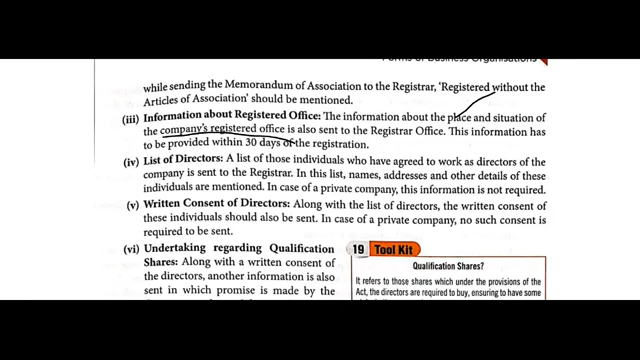 Forms of Business Organisations
while sending the Memorandum of Association to the Registrar, 'Registered without the
Articles of Association' should be mentioned.
(iii) Information about Registered Office: The information about the place and situation of
the company's registered office is also sent to the Registrar Office. This information has
to be provided within 30 days of the registration.
(iv) List of Directors: A list of those individuals who have agreed to work as directors of the
company is sent to the Registrar. In this list, names, addresses and other details of these
individuals are mentioned. In case of a private company, this information is not required.
(v) Written Consent of Directors: Along with the list of directors, the written consent of
of these individuals should also be sent. In case of a private company, no such consent is
required to be sent.
(vi) Undertaking regarding Qualification
Shares: Along with a written consent of
the directors, another information is also
sent in which promise is made by the
19 Tool Kit
Qualification Shares?
It refers to those shares which under the provisions of the
Act, the directors are required to buy, ensuring to have some